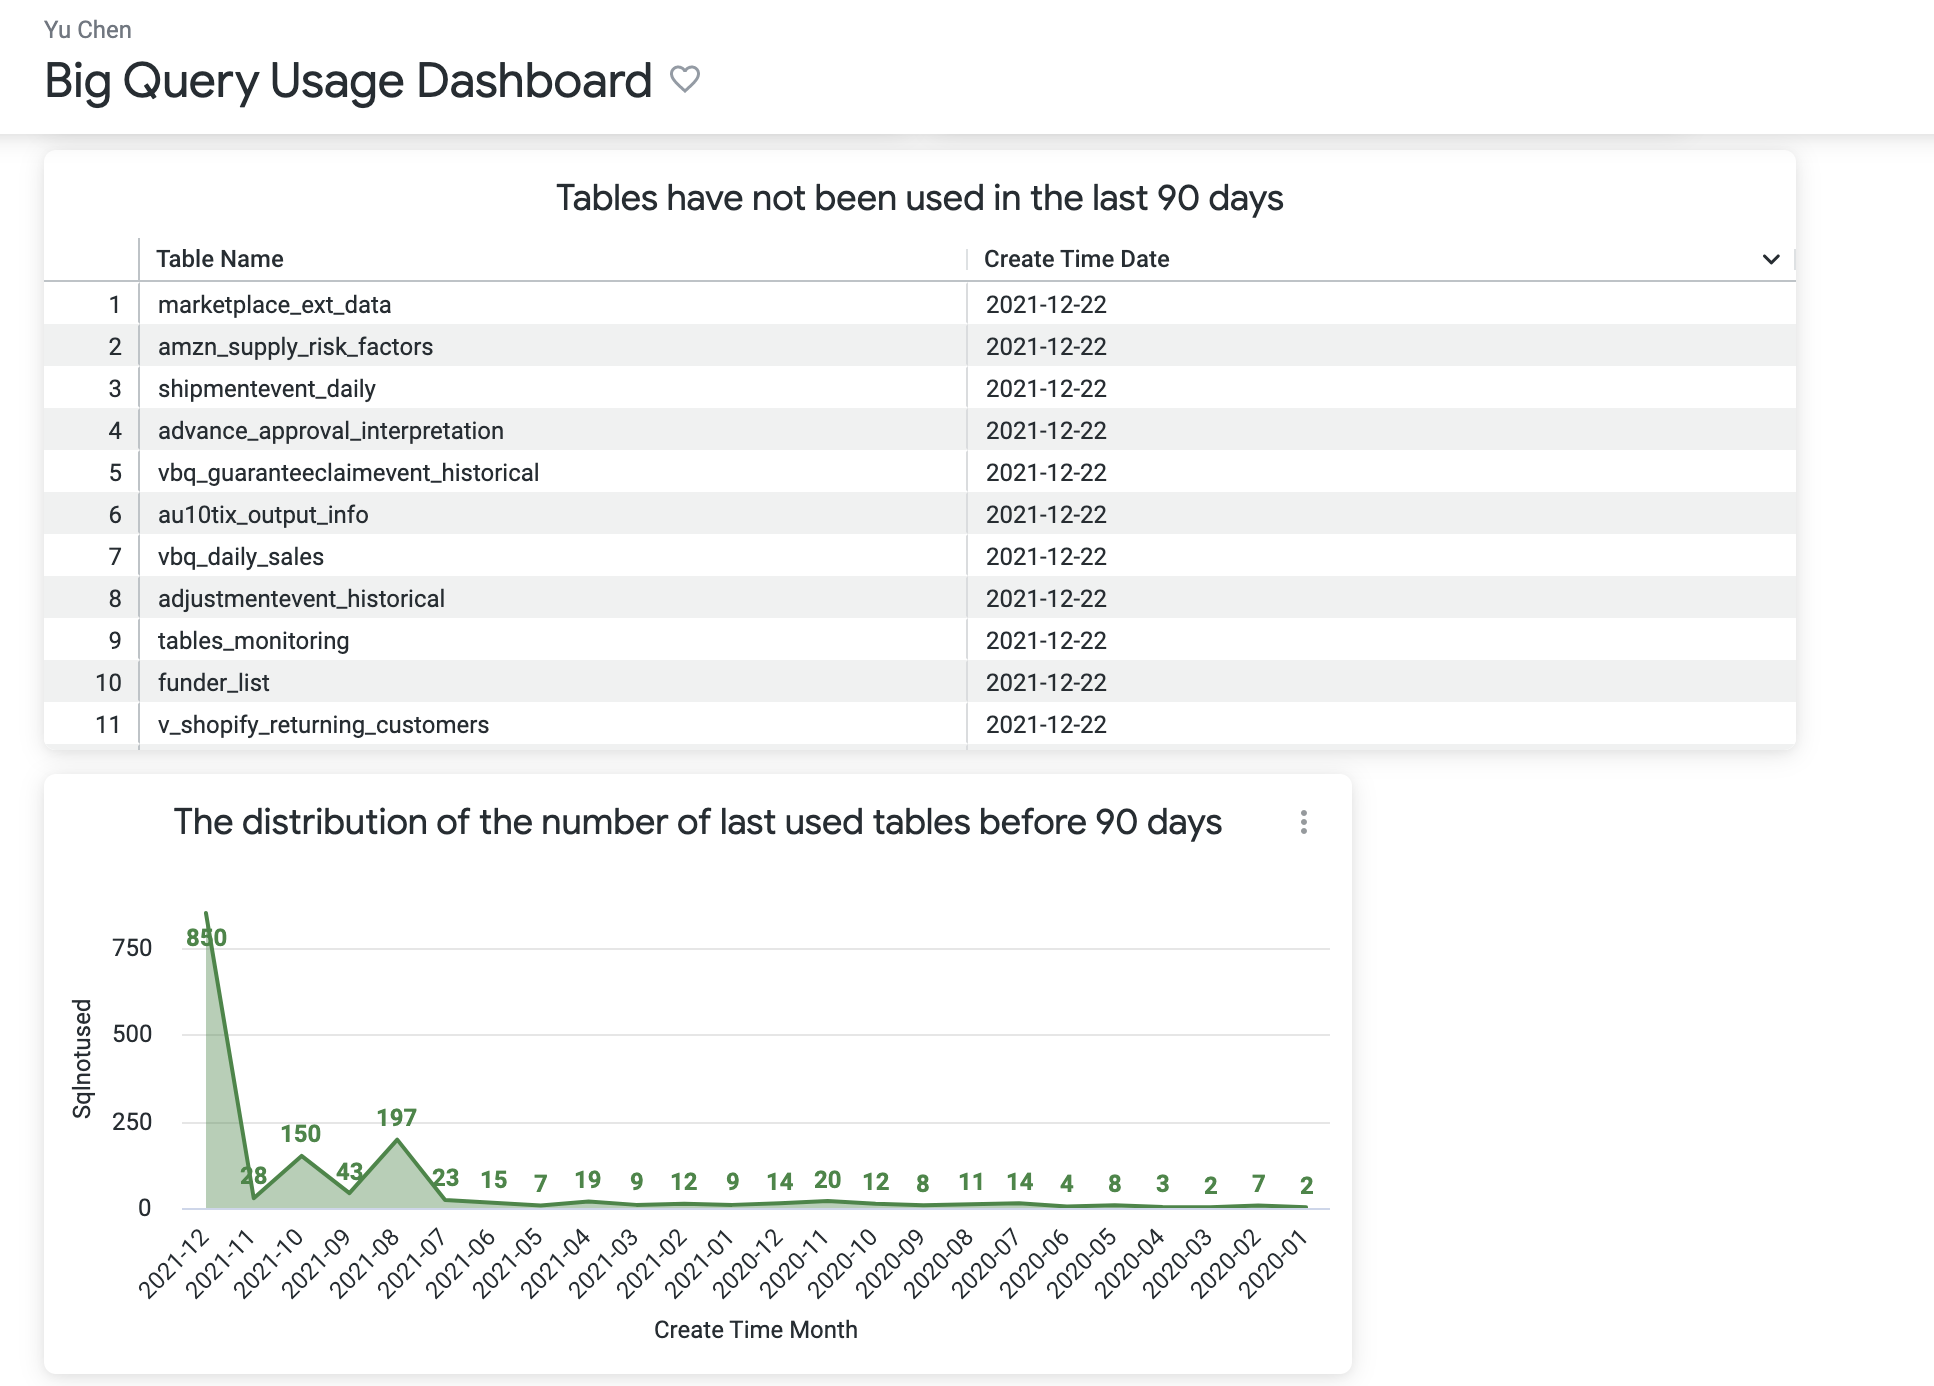 Yu Chen
Big Query Usage Dashboard
Tables have not been used in the last 90 days
Table Name Create Time Date
1 marketplace_ext_data 2021-12-22
2 amzn_supply_risk_factors 2021-12-22
3 shipmentevent_daily 2021-12-22
4 advance_approval_interpretation 2021-12-22
5 vbq_guaranteeclaimevent_historical 2021-12-22
6 au10tix_output_info 2021-12-22
7 vbq_daily_sales 2021-12-22
8 adjustmentevent_historical 2021-12-22
9 tables_monitoring 2021-12-22
10 funder_list 2021-12-22
11 v_shopify_returning_customers 2021-12-22
The distribution of the number of last used tables before 90 days
Sqlnotused
750
500
250
0
850 28 150 43 197 23 15 7 19 9 12 9 14 20 12 8 11 14 4 8 3 2 7 2
2021-12 2021-11 2021-10 2021-09 2021-08 2021-07 2021-06 2021-05 2021-04 2021-03 2021-02 2021-01 2020-12 2020-11 2020-10 2020-09 2020-08 2020-07 2020-06 2020-05 2020-04 2020-03 2020-02 2020-01
Create Time Month